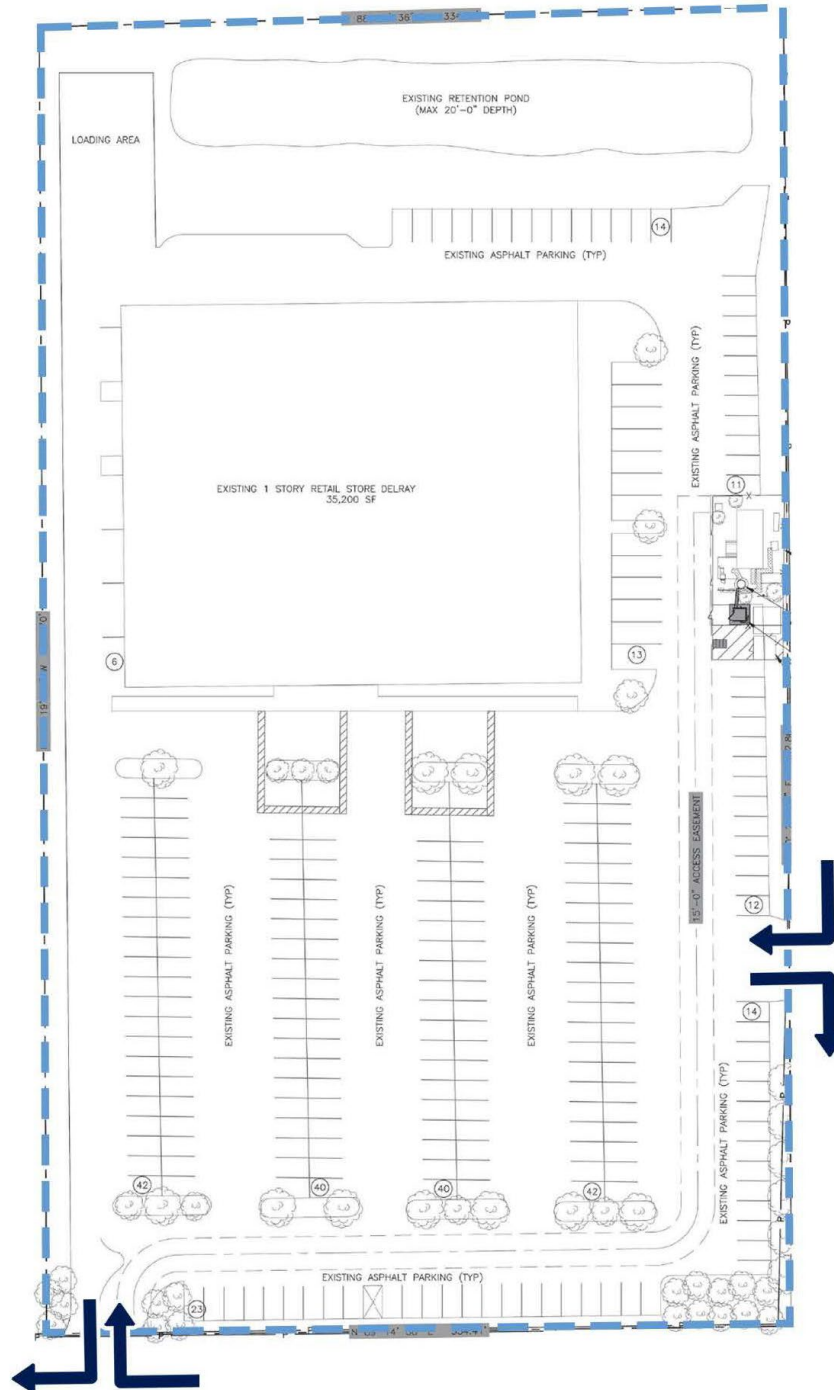 EXISTING RETENTION POND
(MAX 20'-0" DEPTH)
LOADING AREA
14
EXISTING ASPHALT PARKING (TYP)
EXISTING ASPHALT PARKING (TYP)
11
EXISTING 1 STORY RETAIL STORE DELRAY
35,200 SF
6
13
15'-0" ACCESS EASEMENT
12
EXISTING ASPHALT PARKING (TYP)
EXISTING ASPHALT PARKING (TYP)
EXISTING ASPHALT PARKING (TYP)
14
EXISTING ASPHALT PARKING (TYP)
42
40
40
42
EXISTING ASPHALT PARKING (TYP)
23